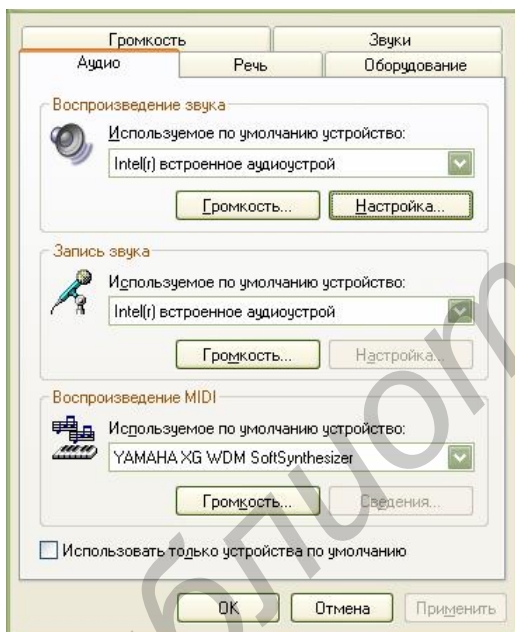 Громкость Звуки
Аудио Речь Оборудование
Воспроизведение звука
Используемое по умолчанию устройство:
Intel(r) встроенное аудиоустрой
Громкость... Настройка...
Запись звука
Используемое по умолчанию устройство:
Intel(r) встроенное аудиоустрой
Громкость... Настройка...
Воспроизведение MIDI
Используемое по умолчанию устройство:
YAMAHA XG WDM SoftSynthesizer
Громкость... Сведения...
Использовать только устройства по умолчанию
OK Отмена Применить
блиот